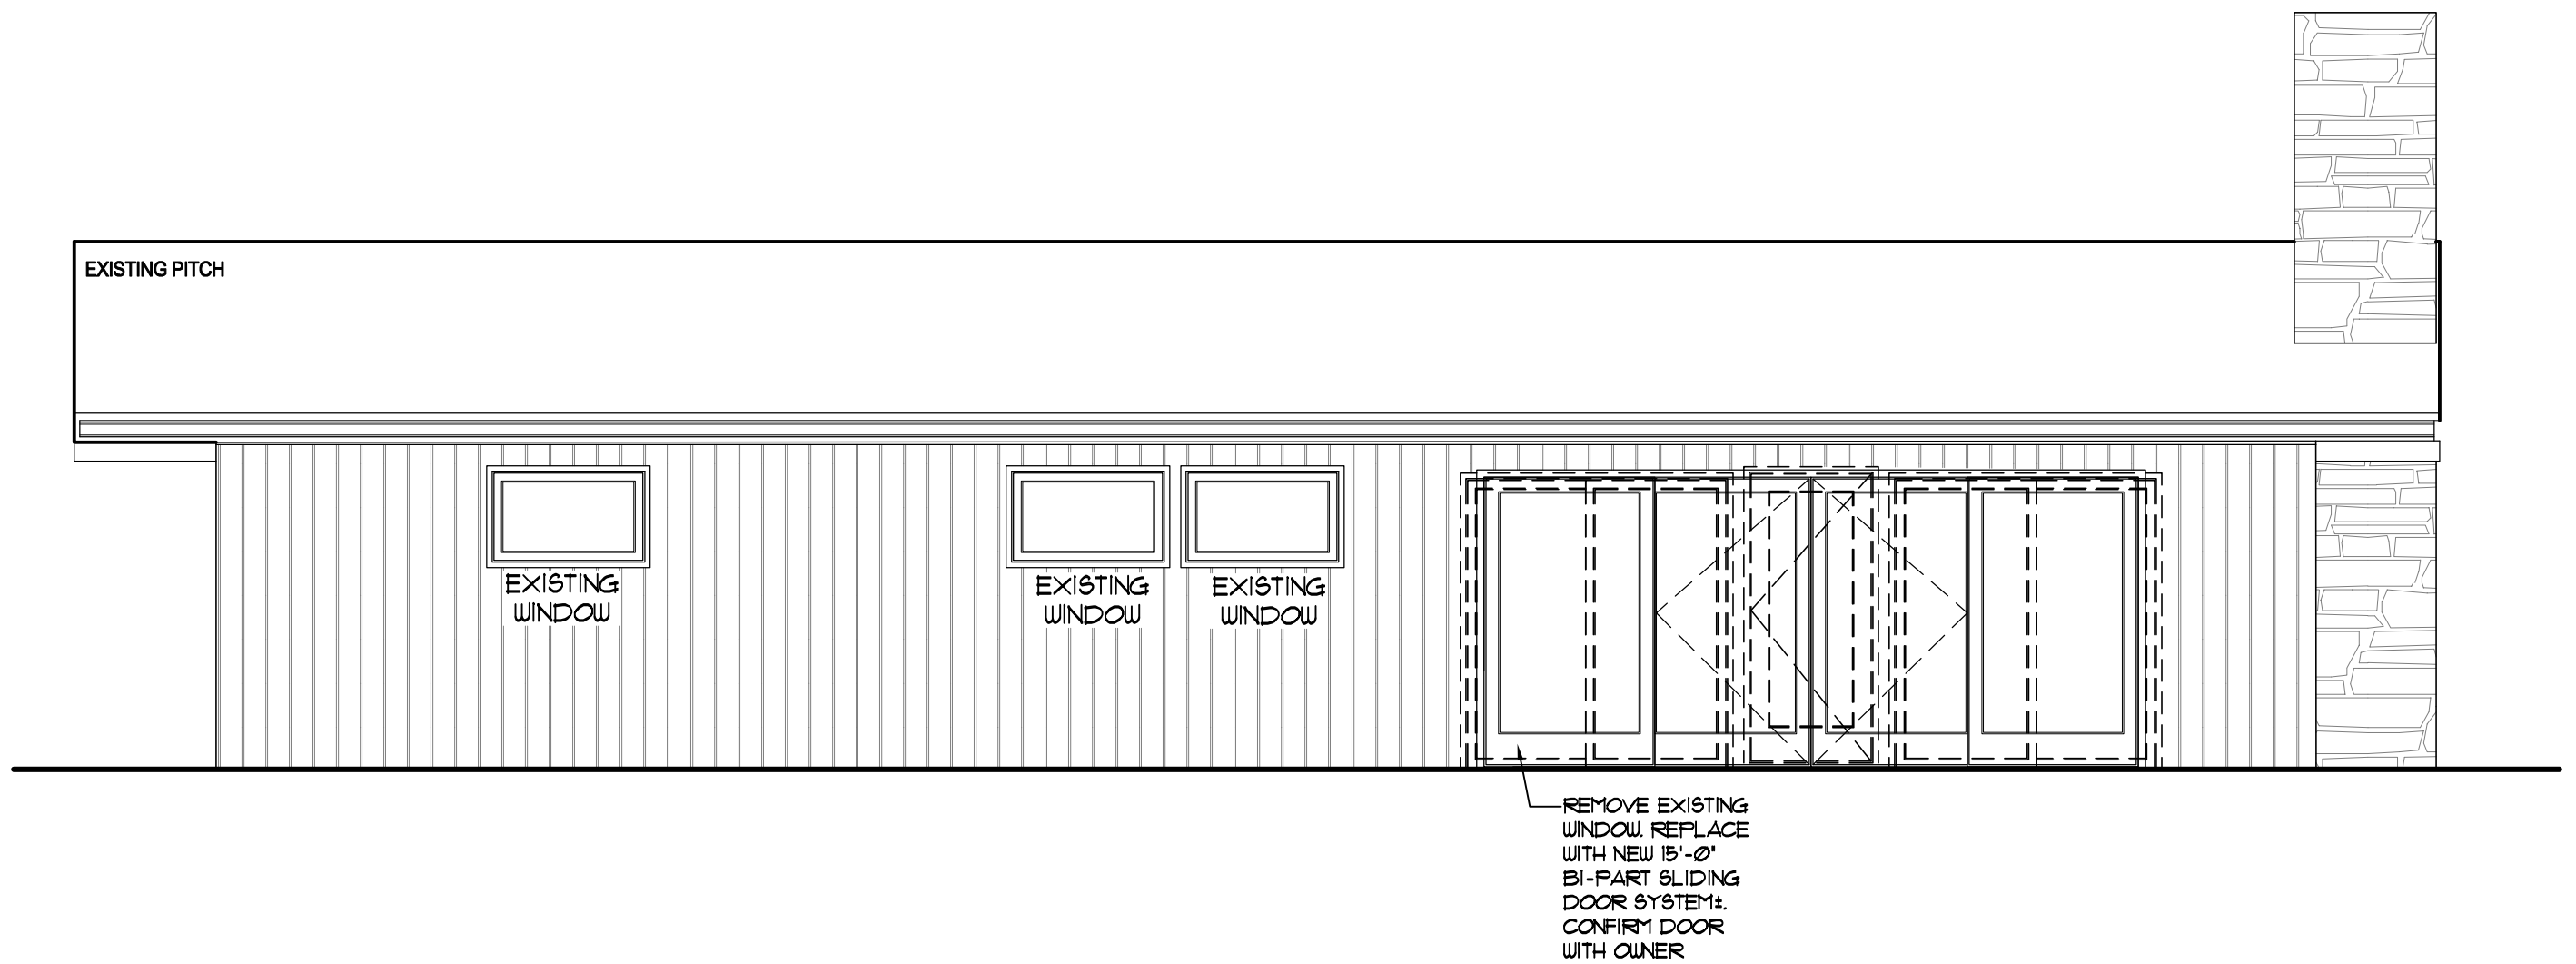 EXISTING PITCH
EXISTING
WINDOW
EXISTING
WINDOW
EXISTING
WINDOW
REMOVE EXISTING
WINDOW. REPLACE
WITH NEW 15'-0"
BI-PART SLIDING
DOOR SYSTEM±.
CONFIRM DOOR
WITH OWNER